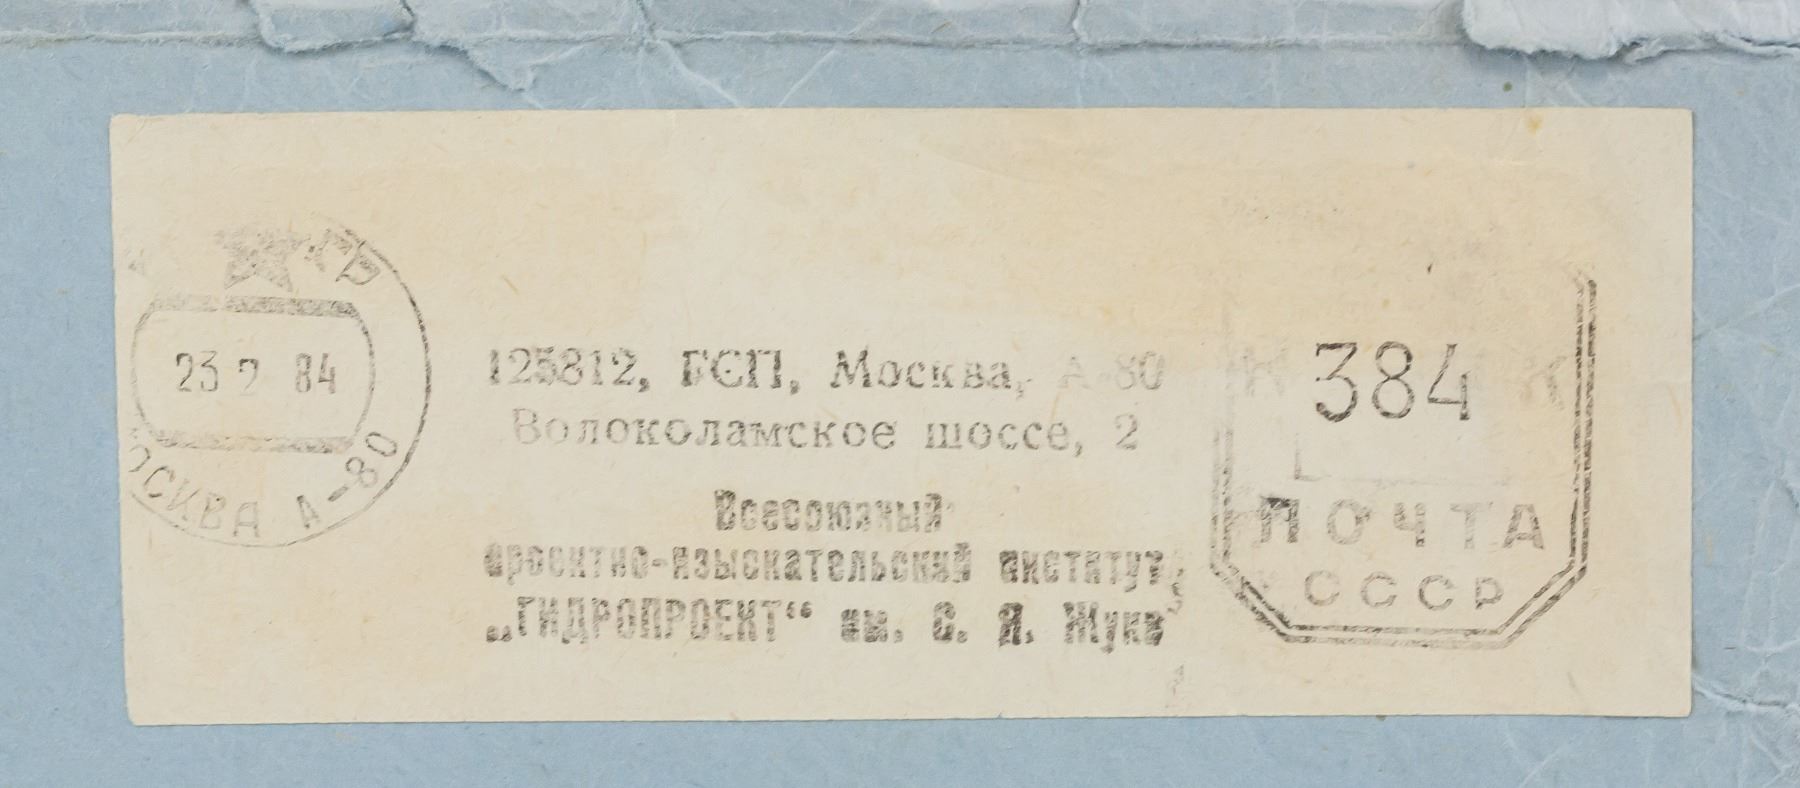 23 2 84
МОСКВА А-80
125812, ГСП, Москва, А-80
Волоколамское шоссе, 2
Всесоюзный
проектно-изыскательский институт
„ГИДРОПРОЕКТ“ им. С. Я. Жука
К 384 К
ПОЧТА
СССР